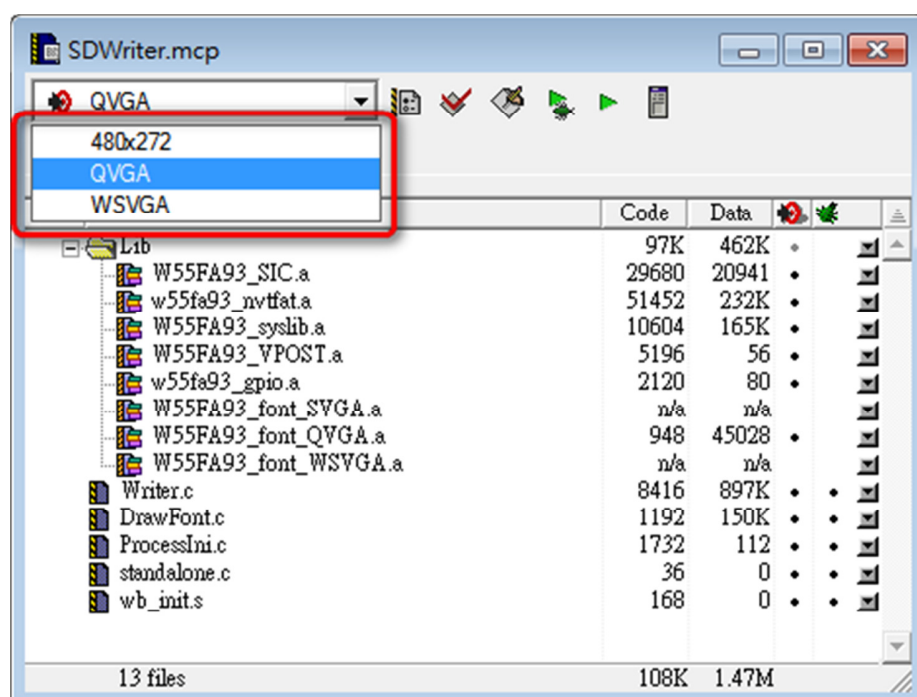 SDWriter.mcp
QVGA
480x272
QVGA
WSVGA
Code Data
Lib 97K 462K
W55FA93_SIC.a 29680 20941
w55fa93_nvtfat.a 51452 232K
W55FA93_syslib.a 10604 165K
W55FA93_VPOST.a 5196 56
w55fa93_gpio.a 2120 80
W55FA93_font_SVGA.a n/a n/a
W55FA93_font_QVGA.a 948 45028
W55FA93_font_WSVGA.a n/a n/a
Writer.c 8416 897K
DrawFont.c 1192 150K
ProcessIni.c 1732 112
standalone.c 36 0
wb_init.s 168 0
13 files 108K 1.47M